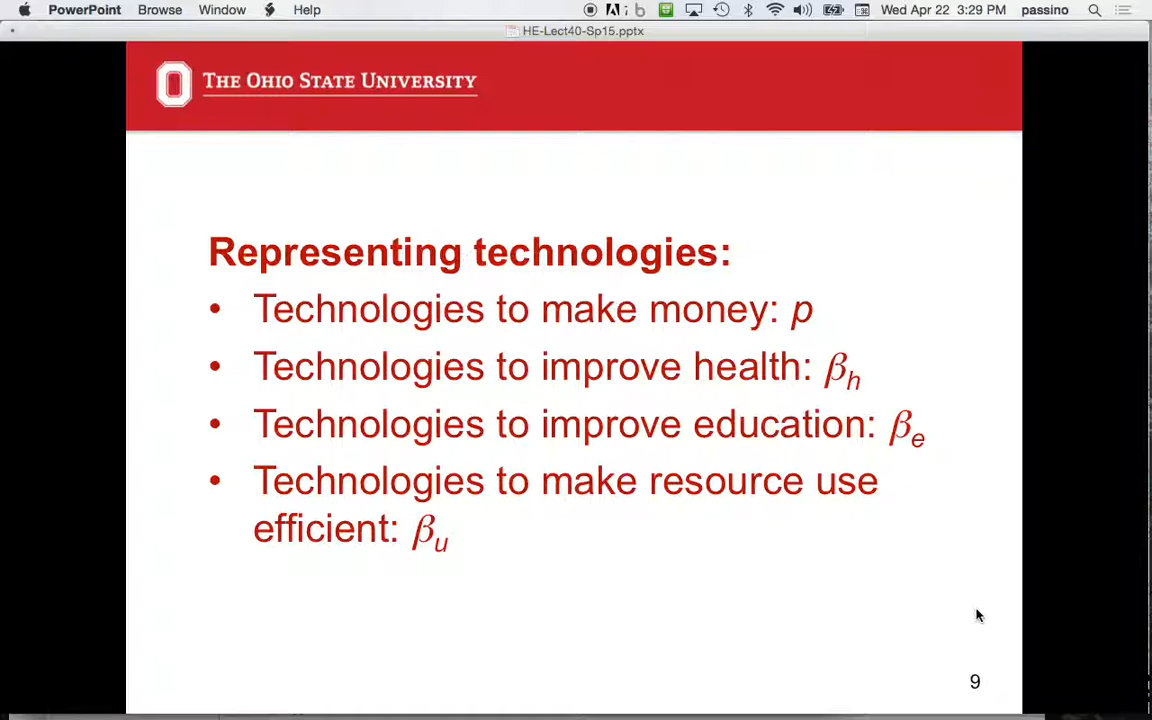 PowerPoint Browse Window Help Wed Apr 22 3:29 PM passino
HE-Lect40-Sp15.pptx
THE OHIO STATE UNIVERSITY
Representing technologies:
• Technologies to make money: p
• Technologies to improve health: βh
• Technologies to improve education: βe
• Technologies to make resource use
efficient: βu
9